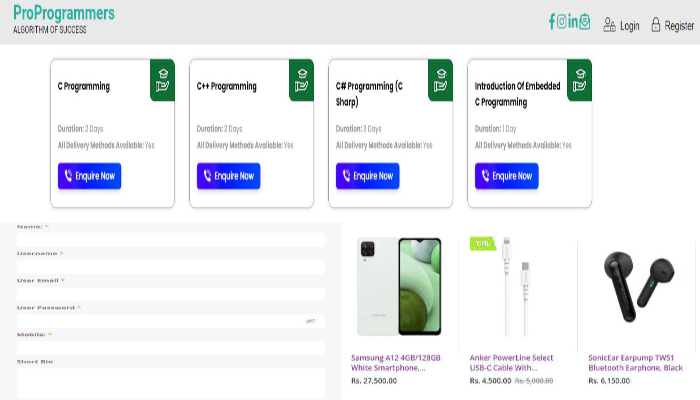 ProProgrammers
ALGORITHM OF SUCCESS
Login
Register
C Programming
Duration: 2 Days
All Delivery Methods Available: Yes
Enquire Now
C++ Programming
Duration: 2 Days
All Delivery Methods Available: Yes
Enquire Now
C# Programming (C
Sharp)
Duration: 3 Days
All Delivery Methods Available: Yes
Enquire Now
Introduction Of Embedded
C Programming
Duration: 1 Day
All Delivery Methods Available: Yes
Enquire Now
Name: *
Username *
User Email *
User Password *
Mobile: *
Short Bio
Samsung A12 4GB/128GB
White Smartphone,...
Rs. 27,500.00
Anker PowerLine Select
USB-C Cable With...
Rs. 4,500.00 Rs. 5,000.00
SonicEar Earpump TWS1
Bluetooth Earphone, Black
Rs. 6,150.00